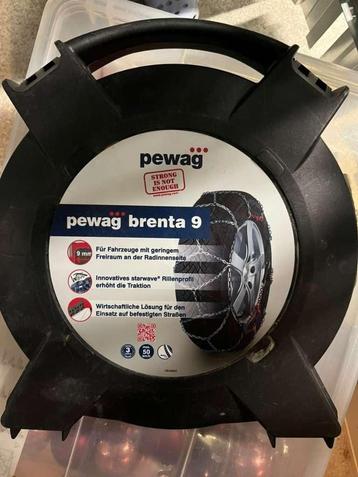 pewag
STRONG
IS NOT
ENOUGH
pewag brenta 9
9 mm
Für Fahrzeuge mit geringem
Freiraum an der Radinnenseite
Innovatives starwave® Rillenprofil
erhöht die Traktion
Wirtschaftliche Lösung für den
Einsatz auf befestigten Straßen
3
50